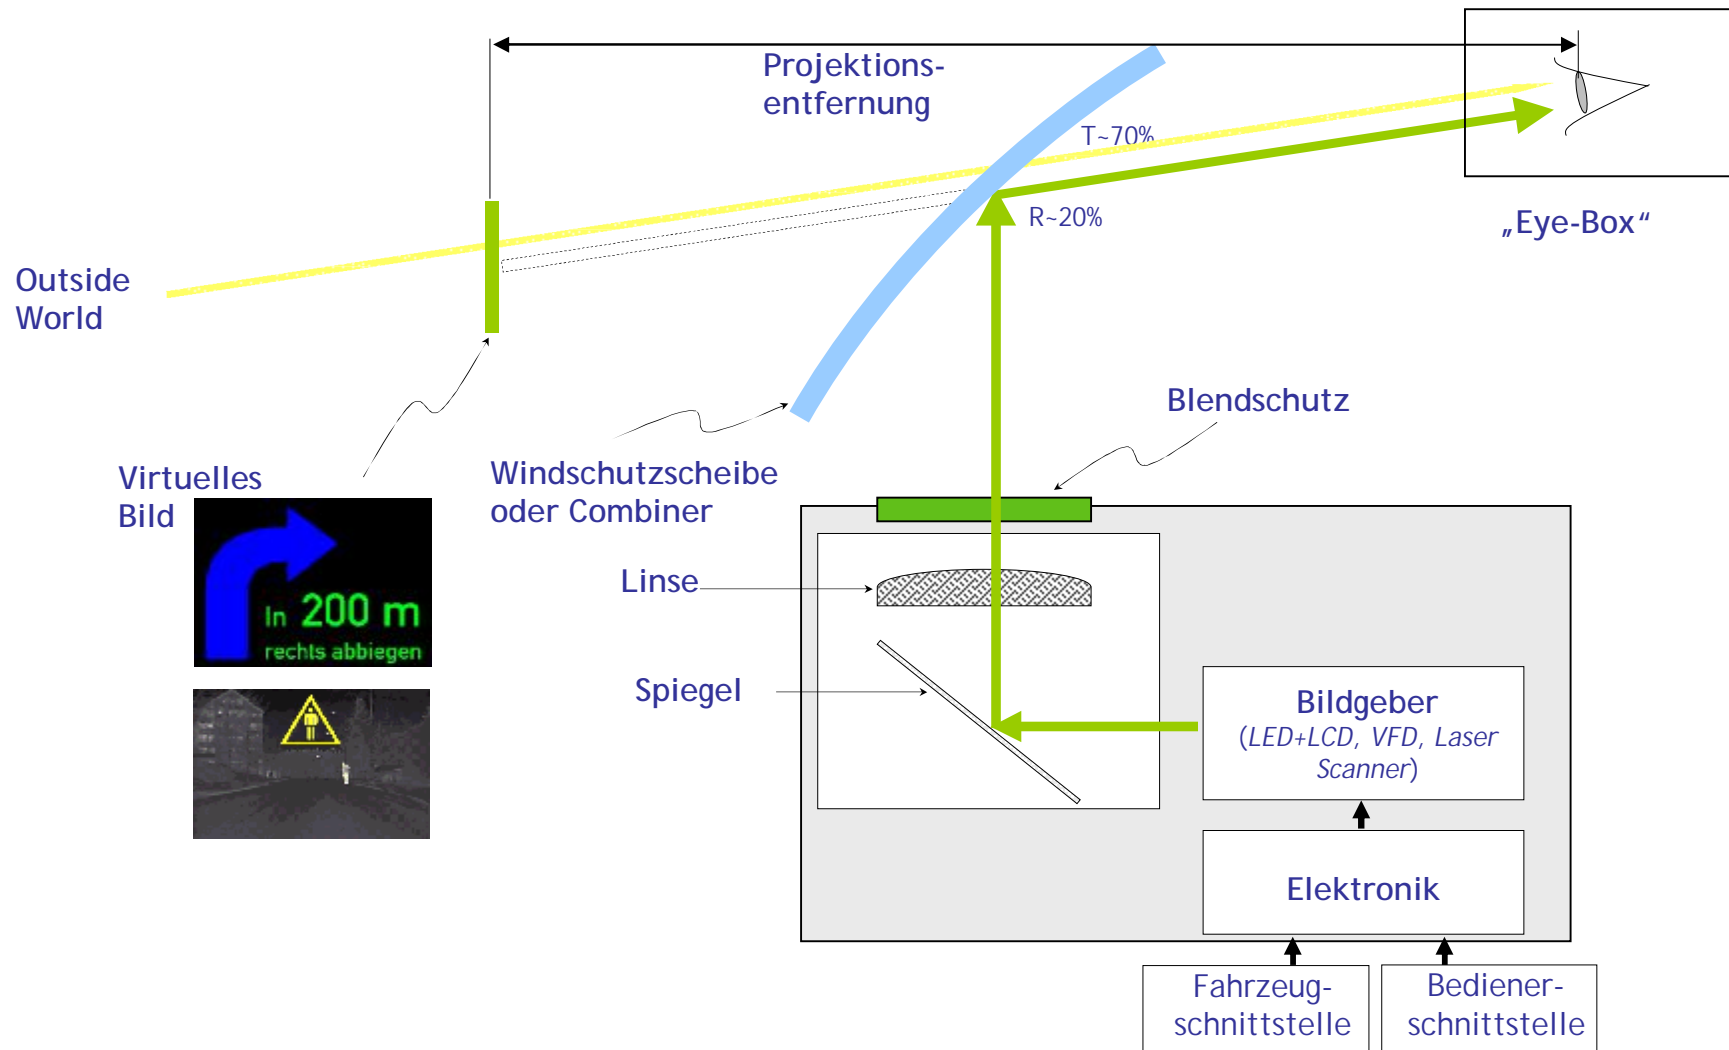 Projektions-
entfernung
T~70%
R~20%
„Eye-Box“
Outside
World
Blendschutz
Virtuelles
Bild
Windschutzscheibe
oder Combiner
In 200 m
rechts abbiegen
Linse
Spiegel
Bildgeber
(LED+LCD, VFD, Laser
Scanner)
Elektronik
Fahrzeug-
schnittstelle
Bediener-
schnittstelle